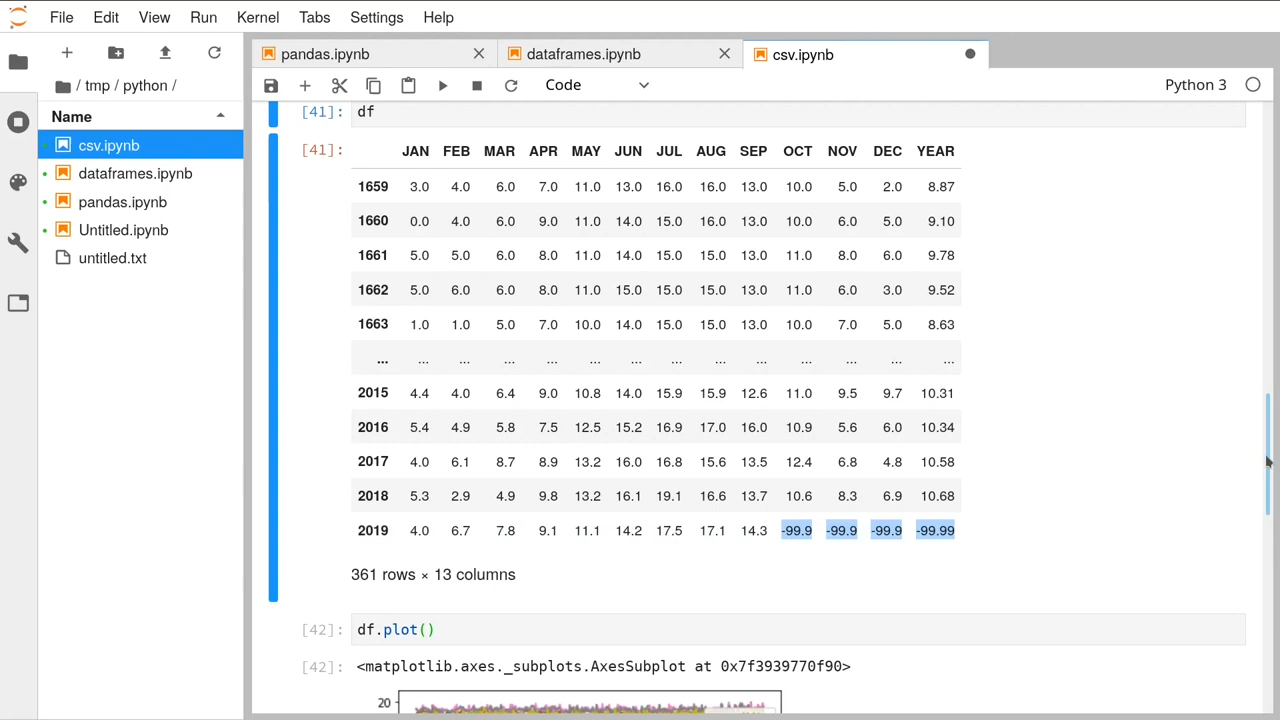 File Edit View Run Kernel Tabs Settings Help
pandas.ipynb dataframes.ipynb csv.ipynb
/ tmp / python /
Code Python 3
Name
csv.ipynb
dataframes.ipynb
pandas.ipynb
Untitled.ipynb
untitled.txt
[41]: df
[41]: JAN FEB MAR APR MAY JUN JUL AUG SEP OCT NOV DEC YEAR
1659 3.0 4.0 6.0 7.0 11.0 13.0 16.0 16.0 13.0 10.0 5.0 2.0 8.87
1660 0.0 4.0 6.0 9.0 11.0 14.0 15.0 16.0 13.0 10.0 6.0 5.0 9.10
1661 5.0 5.0 6.0 8.0 11.0 14.0 15.0 15.0 13.0 11.0 8.0 6.0 9.78
1662 5.0 6.0 6.0 8.0 11.0 15.0 15.0 15.0 13.0 11.0 6.0 3.0 9.52
1663 1.0 1.0 5.0 7.0 10.0 14.0 15.0 15.0 13.0 10.0 7.0 5.0 8.63
... ... ... ... ... ... ... ... ... ... ... ... ... ...
2015 4.4 4.0 6.4 9.0 10.8 14.0 15.9 15.9 12.6 11.0 9.5 9.7 10.31
2016 5.4 4.9 5.8 7.5 12.5 15.2 16.9 17.0 16.0 10.9 5.6 6.0 10.34
2017 4.0 6.1 8.7 8.9 13.2 16.0 16.8 15.6 13.5 12.4 6.8 4.8 10.58
2018 5.3 2.9 4.9 9.8 13.2 16.1 19.1 16.6 13.7 10.6 8.3 6.9 10.68
2019 4.0 6.7 7.8 9.1 11.1 14.2 17.5 17.1 14.3 -99.9 -99.9 -99.9 -99.99
361 rows × 13 columns
[42]: df.plot()
[42]: <matplotlib.axes._subplots.AxesSubplot at 0x7f3939770f90>
20